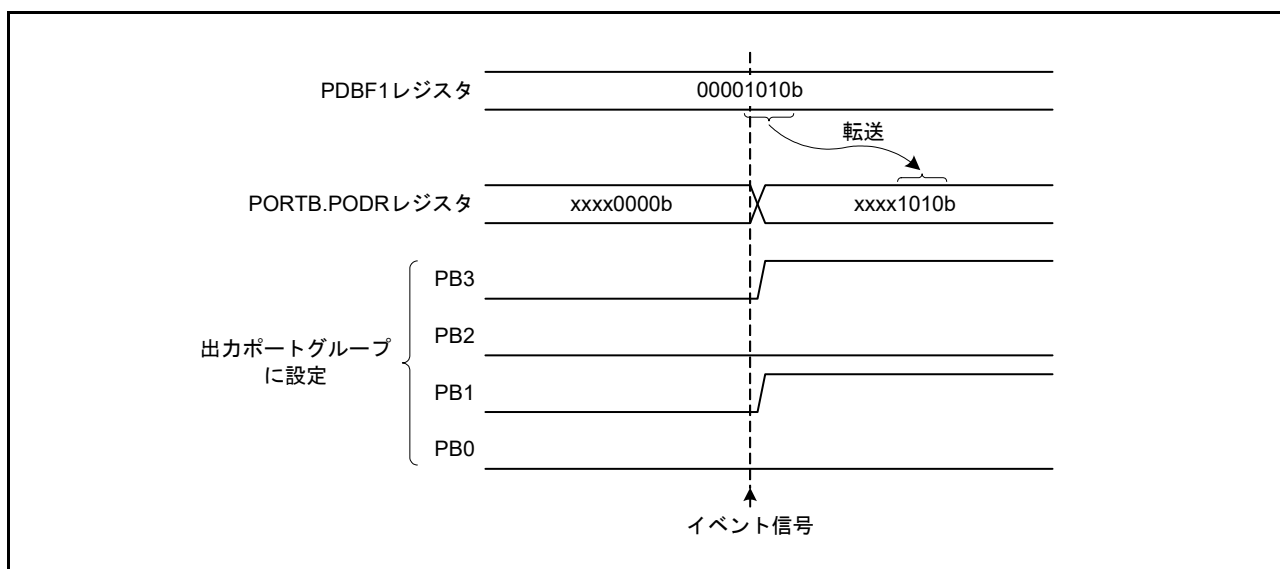 PDBF1レジスタ
00001010b
転送
PORTB.PODRレジスタ
xxxx0000b
xxxx1010b
PB3
PB2
出力ポートグループ
に設定
PB1
PB0
イベント信号